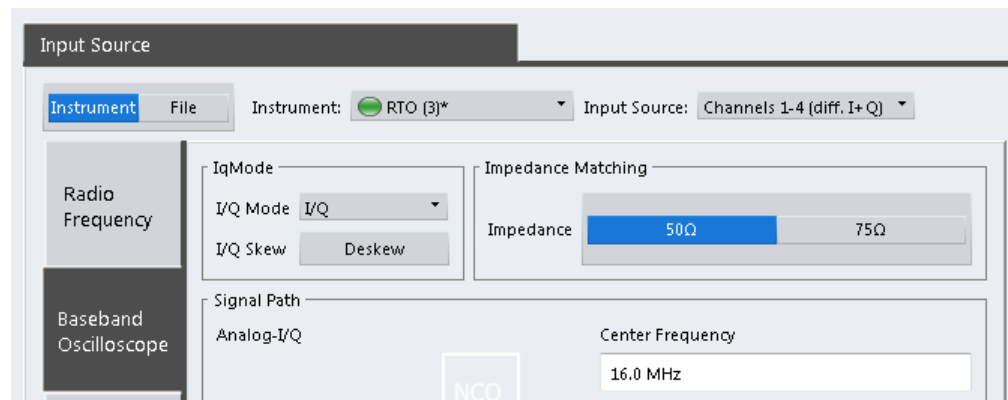 Input Source
Instrument File Instrument: RTO (3)* Input Source: Channels 1-4 (diff. I+Q)
Radio
Frequency
Baseband
Oscilloscope
IqMode
I/Q Mode I/Q
I/Q Skew Deskew
Impedance Matching
Impedance 50Ω 75Ω
Signal Path
Analog-I/Q
NCO
Center Frequency
16.0 MHz